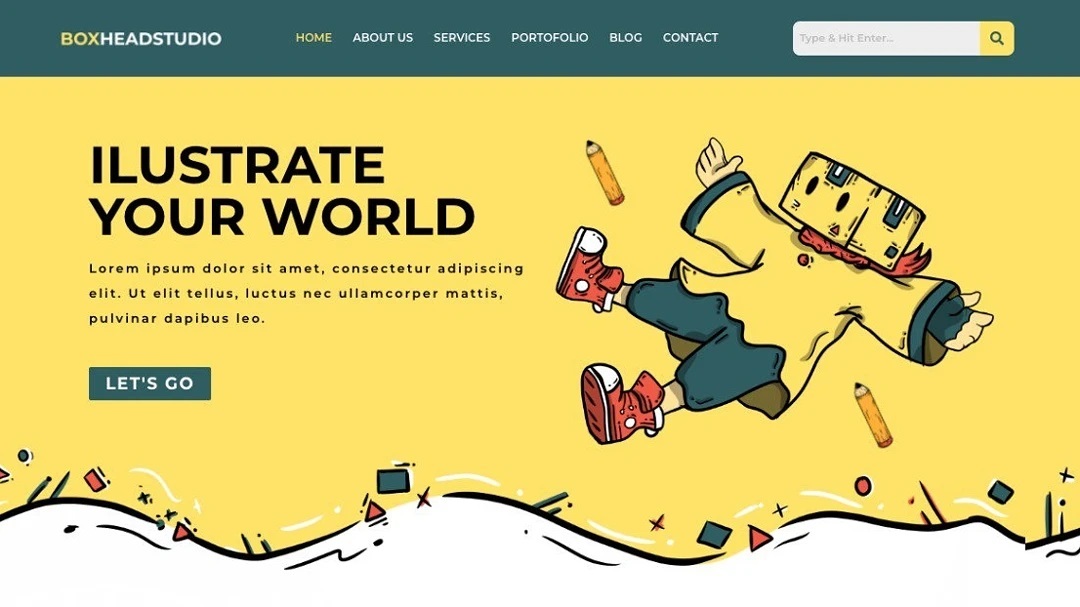 BOXHEADSTUDIO HOME ABOUT US SERVICES PORTOFOLIO BLOG CONTACT Type & Hit Enter...
ILUSTRATE
YOUR WORLD
Lorem ipsum dolor sit amet, consectetur adipiscing
elit. Ut elit tellus, luctus nec ullamcorper mattis,
pulvinar dapibus leo.
LET'S GO